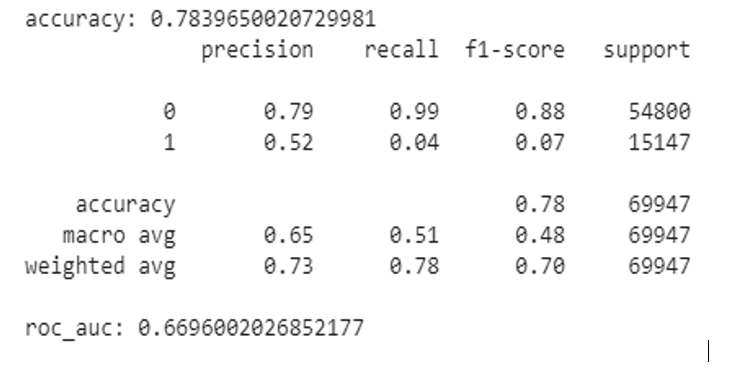 accuracy: 0.7839650020729981
precision recall f1-score support
0 0.79 0.99 0.88 54800
1 0.52 0.04 0.07 15147
accuracy 0.78 69947
macro avg 0.65 0.51 0.48 69947
weighted avg 0.73 0.78 0.70 69947
roc_auc: 0.6696002026852177